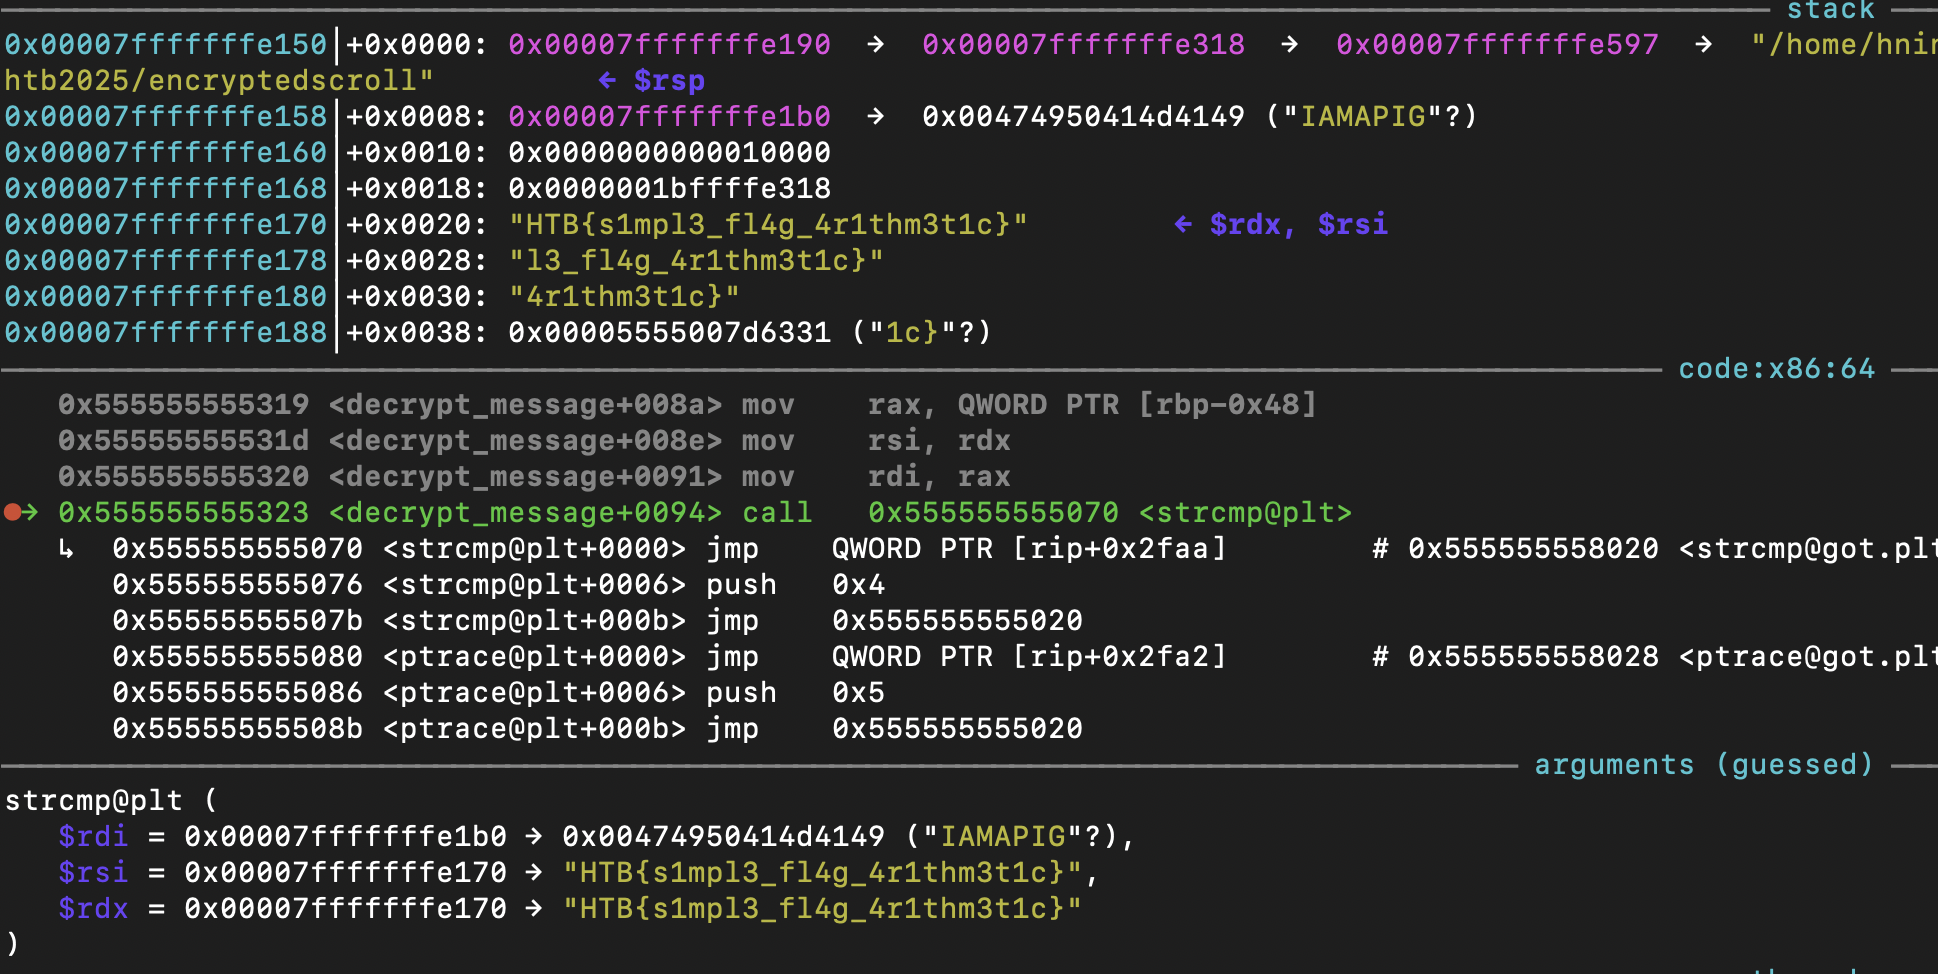 stack
0x00007fffffffe150│+0x0000: 0x00007fffffffe190  →  0x00007fffffffe318  →  0x00007fffffffe597  →  "/home/hnin
htb2025/encryptedscroll"         ← $rsp
0x00007fffffffe158│+0x0008: 0x00007fffffffe1b0  →  0x00474950414d4149 ("IAMAPIG"?)
0x00007fffffffe160│+0x0010: 0x0000000000010000
0x00007fffffffe168│+0x0018: 0x0000001bffffe318
0x00007fffffffe170│+0x0020: "HTB{s1mpl3_fl4g_4r1thm3t1c}"        ← $rdx, $rsi
0x00007fffffffe178│+0x0028: "l3_fl4g_4r1thm3t1c}"
0x00007fffffffe180│+0x0030: "4r1thm3t1c}"
0x00007fffffffe188│+0x0038: 0x00005555007d6331 ("1c}"?)
code:x86:64
0x555555555319 <decrypt_message+008a> mov    rax, QWORD PTR [rbp-0x48]
0x55555555531d <decrypt_message+008e> mov    rsi, rdx
0x555555555320 <decrypt_message+0091> mov    rdi, rax
●→ 0x555555555323 <decrypt_message+0094> call   0x555555555070 <strcmp@plt>
↳  0x555555555070 <strcmp@plt+0000> jmp    QWORD PTR [rip+0x2faa]        # 0x555555558020 <strcmp@got.plt
0x555555555076 <strcmp@plt+0006> push   0x4
0x55555555507b <strcmp@plt+000b> jmp    0x555555555020
0x555555555080 <ptrace@plt+0000> jmp    QWORD PTR [rip+0x2fa2]        # 0x555555558028 <ptrace@got.plt
0x555555555086 <ptrace@plt+0006> push   0x5
0x55555555508b <ptrace@plt+000b> jmp    0x555555555020
arguments (guessed)
strcmp@plt (
$rdi = 0x00007fffffffe1b0 → 0x00474950414d4149 ("IAMAPIG"?),
$rsi = 0x00007fffffffe170 → "HTB{s1mpl3_fl4g_4r1thm3t1c}",
$rdx = 0x00007fffffffe170 → "HTB{s1mpl3_fl4g_4r1thm3t1c}"
)